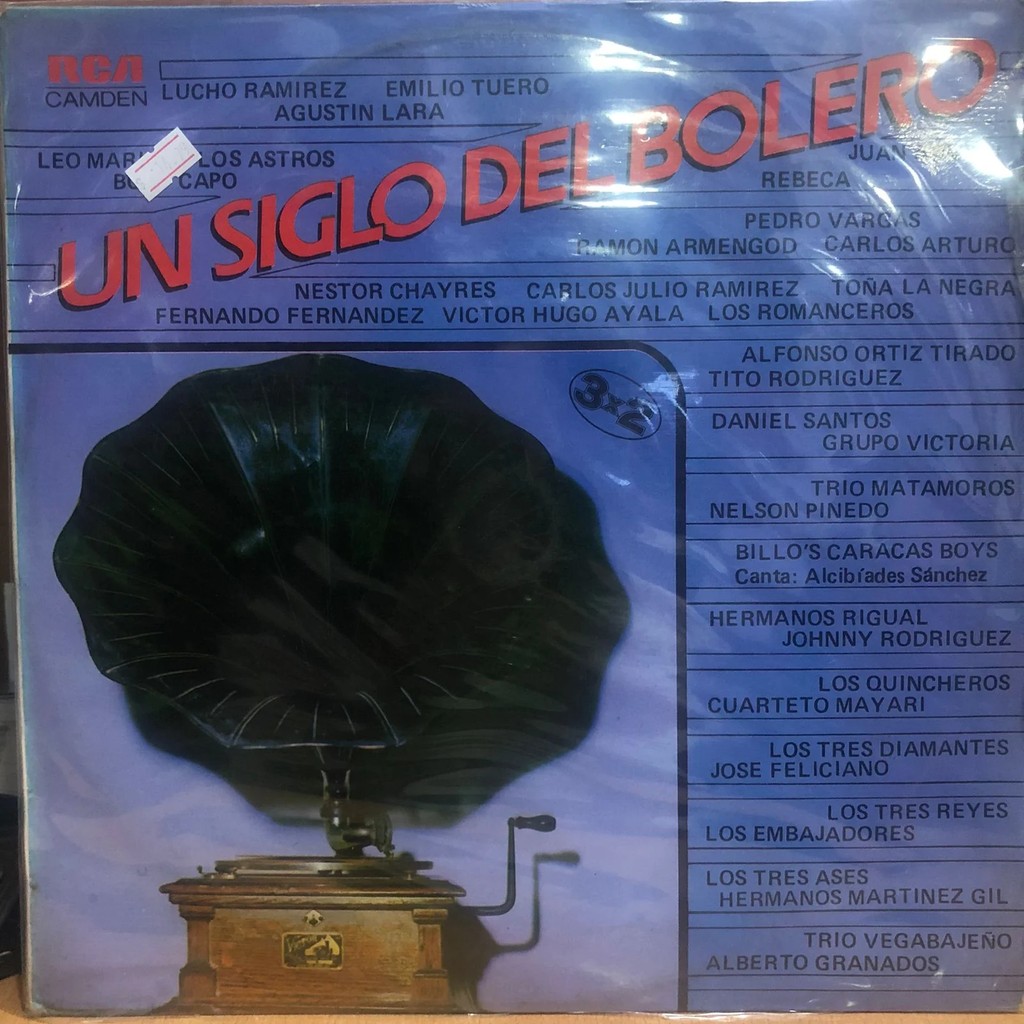 RCA
CAMDEN
LUCHO RAMIREZ EMILIO TUERO
AGUSTIN LARA
LEO LOS ASTROS
CAPO
UN SIGLO DEL BOLERO
JUAN
REBECA
PEDRO VARGAS
RAMON ARMENGOD CARLOS ARTURO
NESTOR CHAYRES CARLOS JULIO RAMIREZ TOÑA LA NEGRA
FERNANDO FERNANDEZ VICTOR HUGO AYALA LOS ROMANCEROS
3x2
ALFONSO ORTIZ TIRADO
TITO RODRIGUEZ
DANIEL SANTOS
GRUPO VICTORIA
TRIO MATAMOROS
NELSON PINEDO
BILLO'S CARACAS BOYS
Canta: Alcibíades Sánchez
HERMANOS RIGUAL
JOHNNY RODRIGUEZ
LOS QUINCHEROS
CUARTETO MAYARI
LOS TRES DIAMANTES
JOSE FELICIANO
LOS TRES REYES
LOS EMBAJADORES
LOS TRES ASES
HERMANOS MARTINEZ GIL
TRIO VEGABAJEÑO
ALBERTO GRANADOS